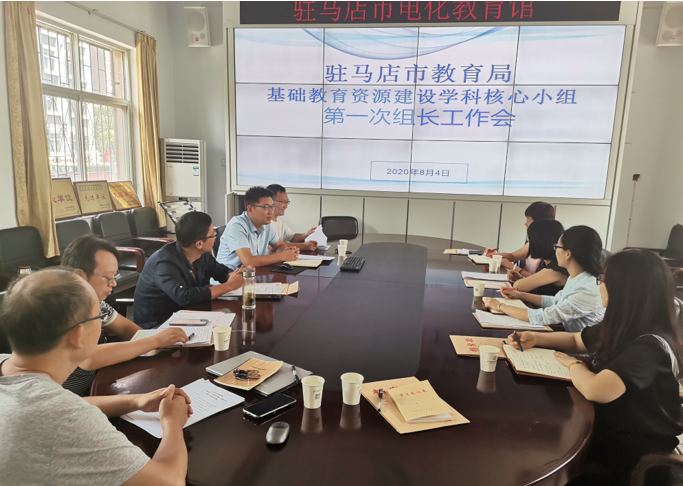 驻马店市电化教育馆
驻马店市教育局
基础教育资源建设学科核心小组
第一次组长工作会
2020年8月4日